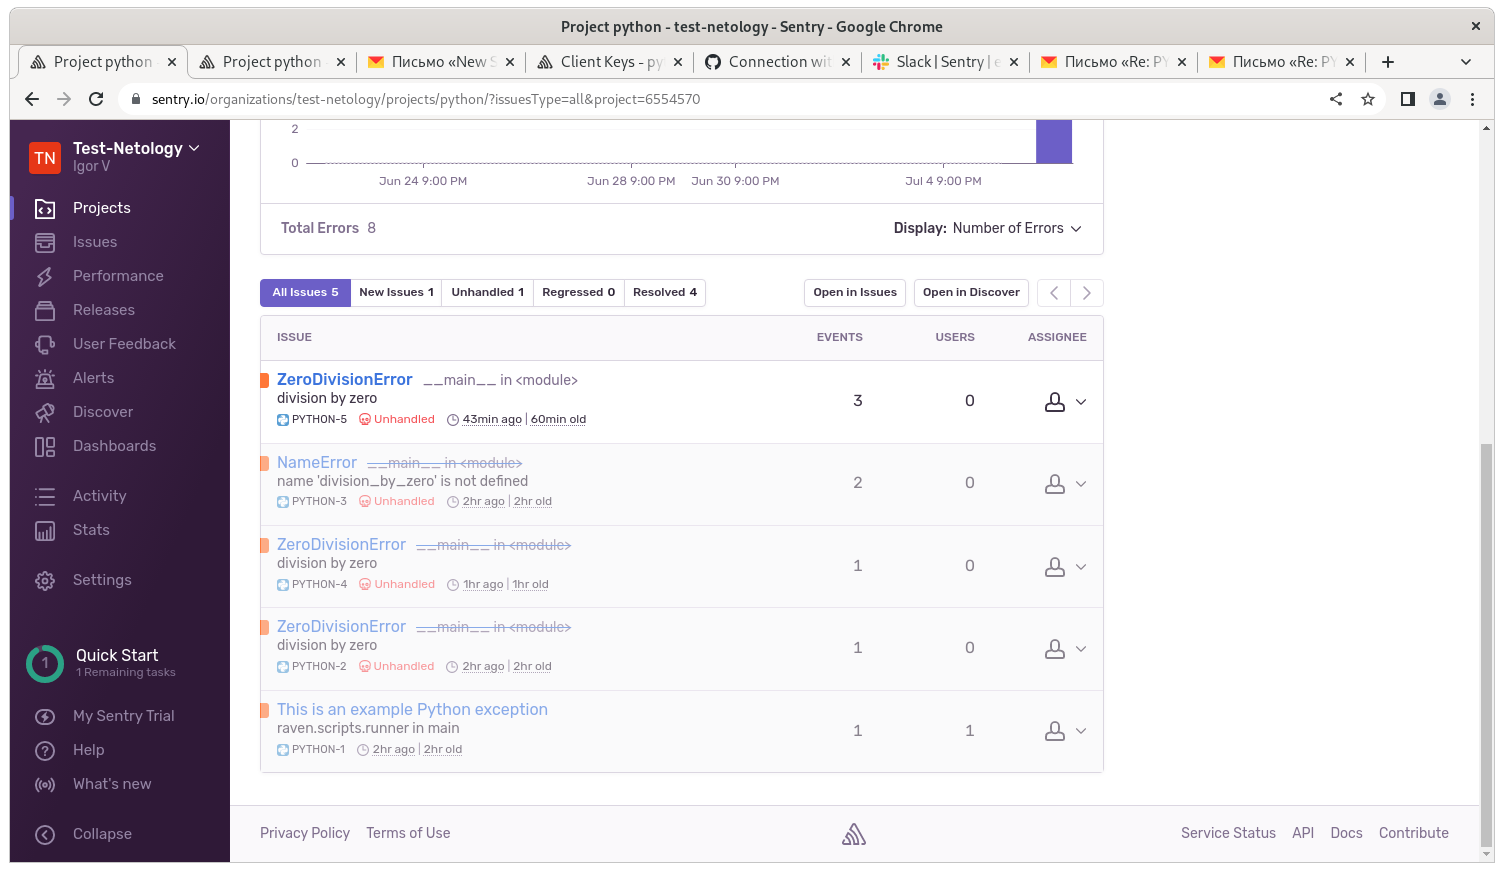 Project python - test-netology - Sentry - Google Chrome
Project python -
Project python -
Письмо «New S
Client Keys - py
Connection wit
Slack | Sentry | e
Письмо «Re: PY
Письмо «Re: PY
sentry.io/organizations/test-netology/projects/python/?issuesType=all&project=6554570
TN
Test-Netology
Igor V
Projects
Issues
Performance
Releases
User Feedback
Alerts
Discover
Dashboards
Activity
Stats
Settings
1
Quick Start
1 Remaining tasks
My Sentry Trial
Help
What's new
Collapse
2
0
Jun 24 9:00 PM Jun 28 9:00 PM Jun 30 9:00 PM Jul 4 9:00 PM
Total Errors 8 Display: Number of Errors
All Issues 5 New Issues 1 Unhandled 1 Regressed 0 Resolved 4 Open in Issues Open in Discover
ISSUE EVENTS USERS ASSIGNEE
ZeroDivisionError __main__ in <module>
division by zero 3 0
PYTHON-5 Unhandled 43min ago | 60min old
NameError __main__ in <module>
name 'division_by_zero' is not defined 2 0
PYTHON-3 Unhandled 2hr ago | 2hr old
ZeroDivisionError __main__ in <module>
division by zero 1 0
PYTHON-4 Unhandled 1hr ago | 1hr old
ZeroDivisionError __main__ in <module>
division by zero 1 0
PYTHON-2 Unhandled 2hr ago | 2hr old
This is an example Python exception
raven.scripts.runner in main 1 1
PYTHON-1 2hr ago | 2hr old
Privacy Policy Terms of Use Service Status API Docs Contribute